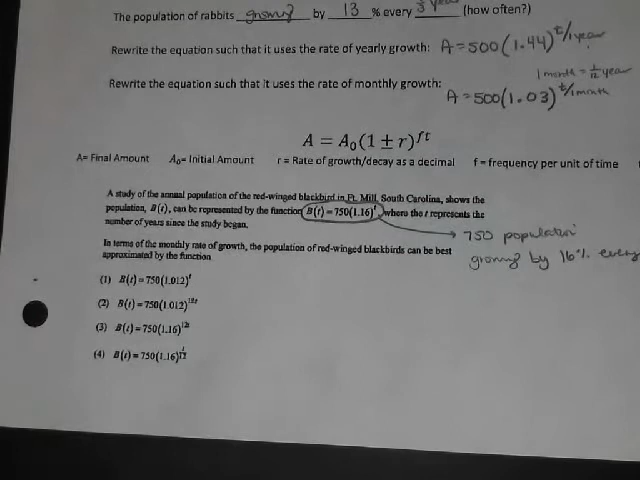 The population of rabbits growing by 13 % every 1/3 year (how often?)
Rewrite the equation such that it uses the rate of yearly growth: A = 500(1.44)^t/1year
1 month = 1/12 year
Rewrite the equation such that it uses the rate of monthly growth: A = 500(1.03)^t/1month
A = A₀(1 ± r)^ft
A= Final Amount A₀= Initial Amount r = Rate of growth/decay as a decimal f = frequency per unit of time
A study of the annual population of the red-winged blackbird in Ft. Mill, South Carolina, shows the
population, B(t), can be represented by the function B(t) = 750(1.16)^t, where the t represents the
number of years since the study began.
750 population
growing by 16% every
In terms of the monthly rate of growth, the population of red-winged blackbirds can be best
approximated by the function
(1) B(t) = 750(1.012)^t
(2) B(t) = 750(1.012)^12t
(3) B(t) = 750(1.16)^12t
(4) B(t) = 750(1.16)^t/12